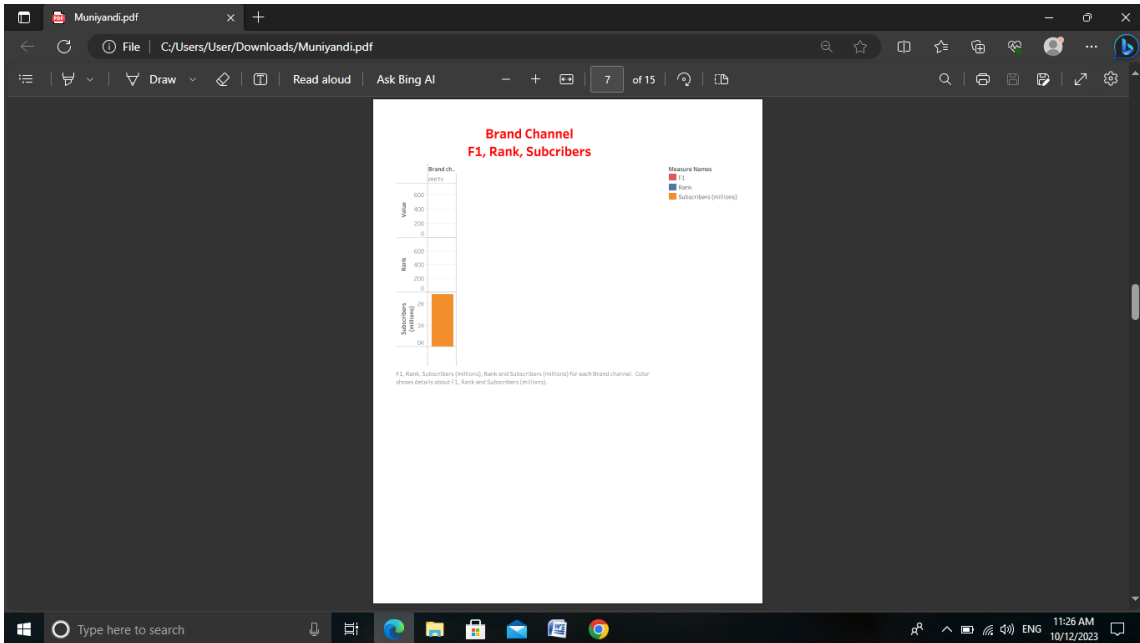 Muniyandi.pdf
File
C:/Users/User/Downloads/Muniyandi.pdf
Draw
Read aloud
Ask Bing AI
7
of 15
Brand Channel
F1, Rank, Subcribers
Brand ch..
Measure Names
F1
Rank
Subscribers (millions)
Value
600
400
200
0
Rank
600
400
200
0
Subscribers
(millions)
2K
1K
0K
F1, Rank, Subscribers (millions), Rank and Subscribers (millions) for each Brand channel.  Color
shows details about F1, Rank and Subscribers (millions).
Type here to search
ENG
11:26 AM
10/12/2023